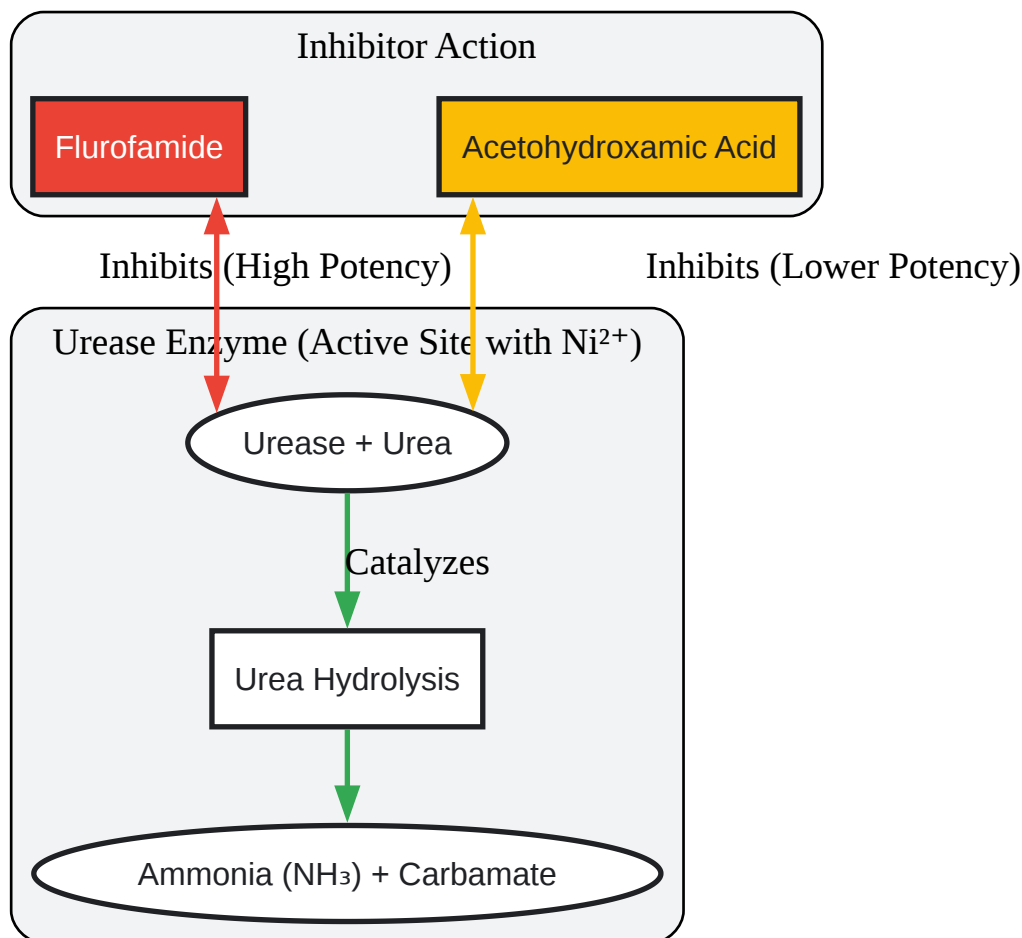 Inhibitor Action
Flurofamide
Acetohydroxamic Acid
Inhibits (High Potency)
Inhibits (Lower Potency)
Urease Enzyme (Active Site with Ni²⁺)
Urease + Urea
Catalyzes
Urea Hydrolysis
Ammonia (NH₃) + Carbamate